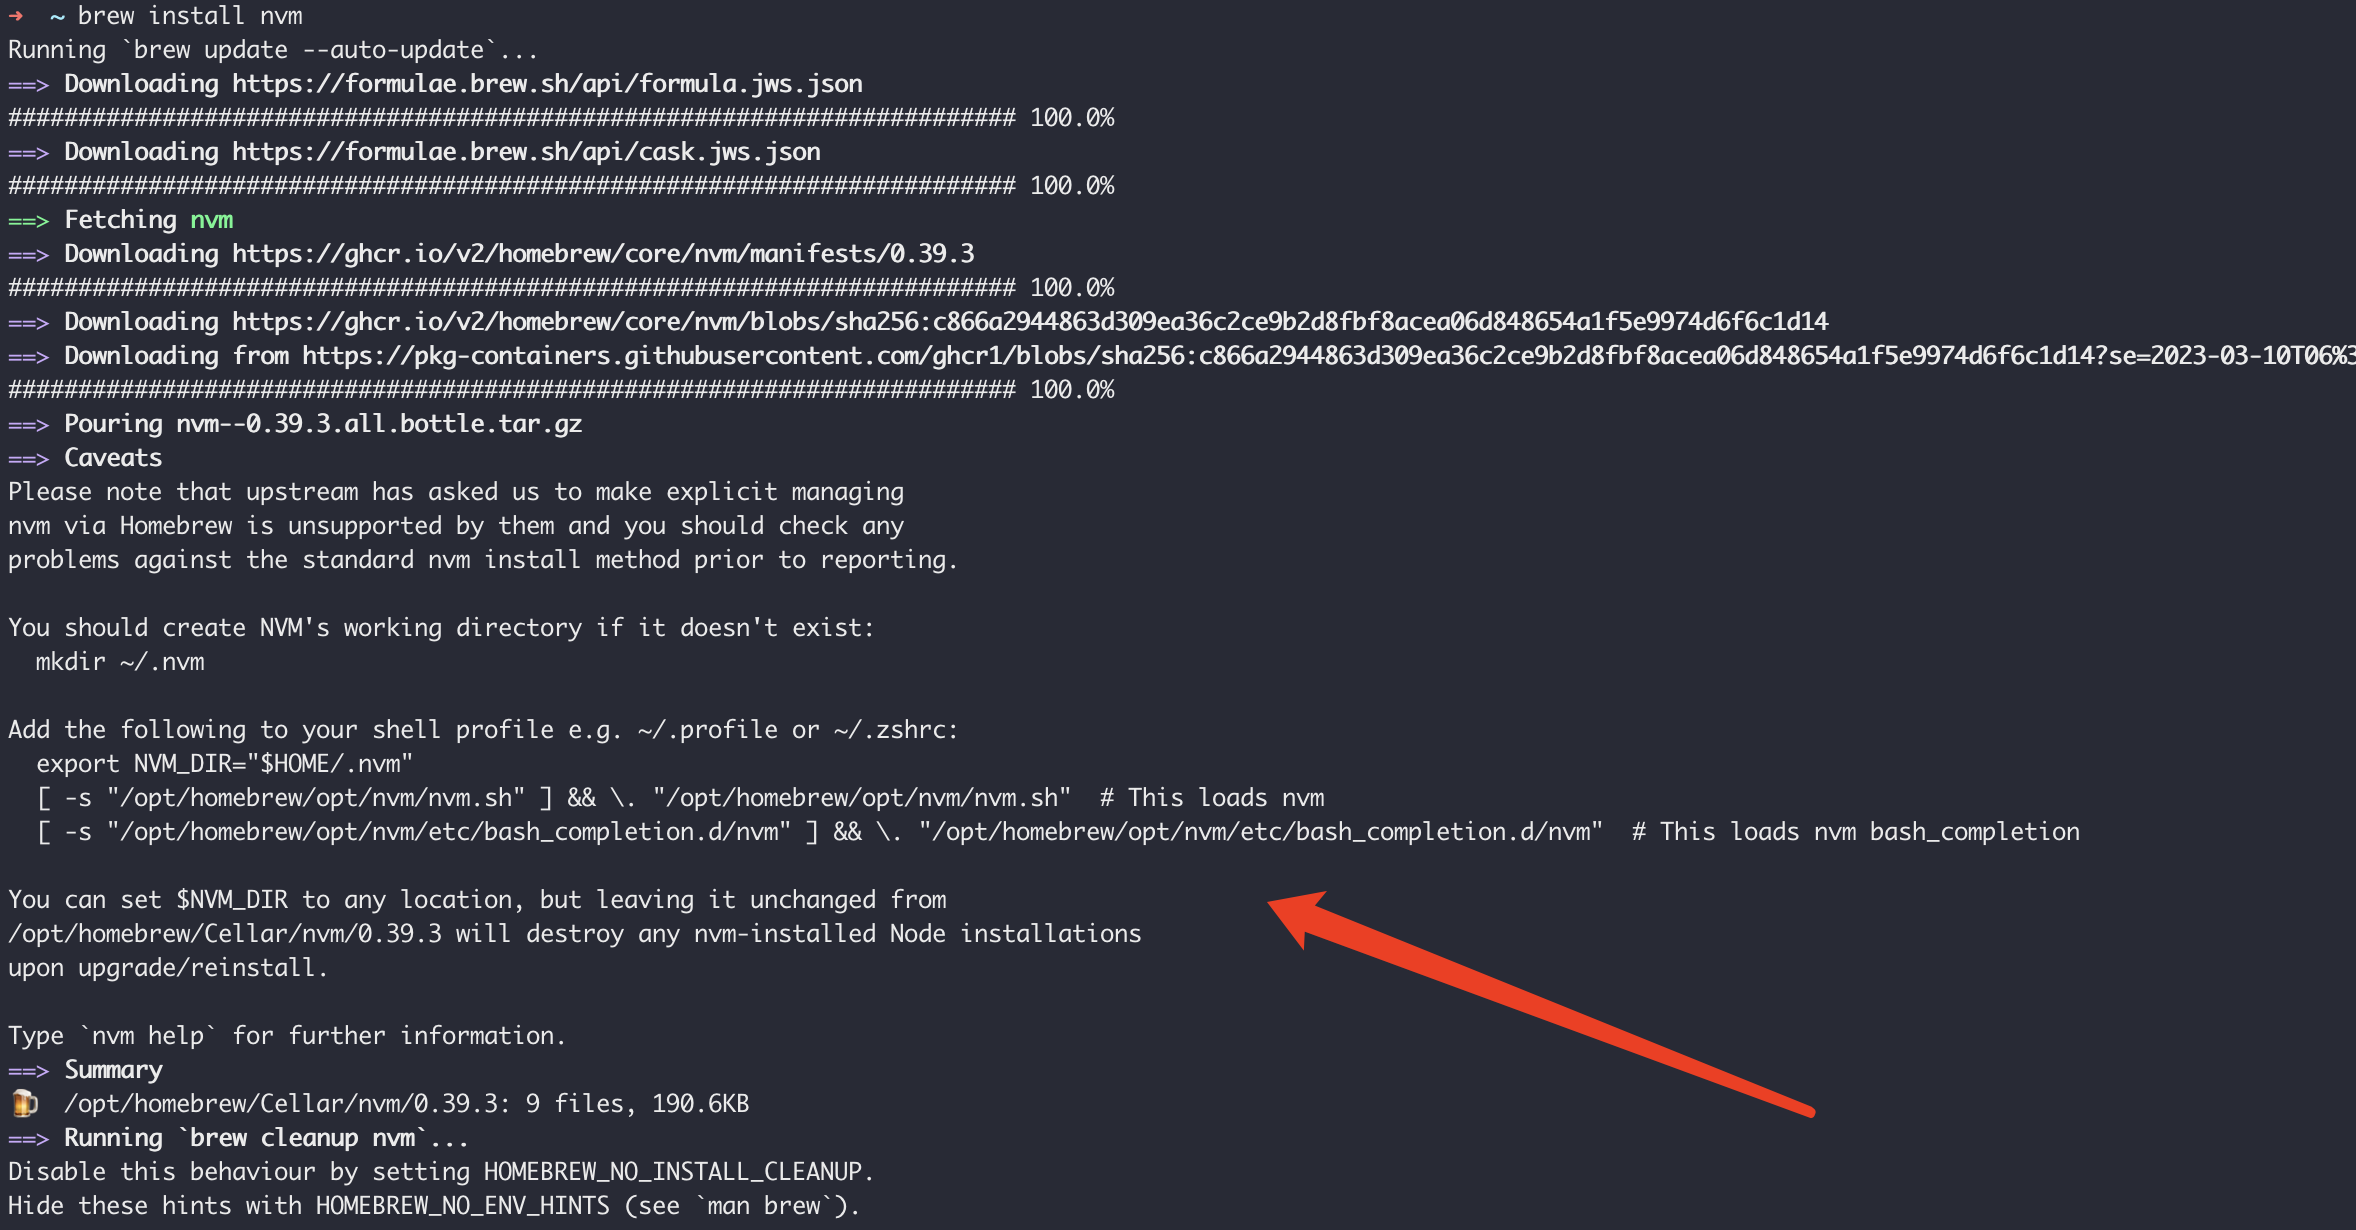 ➜  ~ brew install nvm
Running `brew update --auto-update`...
==> Downloading https://formulae.brew.sh/api/formula.jws.json
######################################################################## 100.0%
==> Downloading https://formulae.brew.sh/api/cask.jws.json
######################################################################## 100.0%
==> Fetching nvm
==> Downloading https://ghcr.io/v2/homebrew/core/nvm/manifests/0.39.3
######################################################################## 100.0%
==> Downloading https://ghcr.io/v2/homebrew/core/nvm/blobs/sha256:c866a2944863d309ea36c2ce9b2d8fbf8acea06d848654a1f5e9974d6f6c1d14
==> Downloading from https://pkg-containers.githubusercontent.com/ghcr1/blobs/sha256:c866a2944863d309ea36c2ce9b2d8fbf8acea06d848654a1f5e9974d6f6c1d14?se=2023-03-10T06%3
######################################################################## 100.0%
==> Pouring nvm--0.39.3.all.bottle.tar.gz
==> Caveats
Please note that upstream has asked us to make explicit managing
nvm via Homebrew is unsupported by them and you should check any
problems against the standard nvm install method prior to reporting.

You should create NVM's working directory if it doesn't exist:
  mkdir ~/.nvm

Add the following to your shell profile e.g. ~/.profile or ~/.zshrc:
  export NVM_DIR="$HOME/.nvm"
  [ -s "/opt/homebrew/opt/nvm/nvm.sh" ] && \. "/opt/homebrew/opt/nvm/nvm.sh"  # This loads nvm
  [ -s "/opt/homebrew/opt/nvm/etc/bash_completion.d/nvm" ] && \. "/opt/homebrew/opt/nvm/etc/bash_completion.d/nvm"  # This loads nvm bash_completion

You can set $NVM_DIR to any location, but leaving it unchanged from
/opt/homebrew/Cellar/nvm/0.39.3 will destroy any nvm-installed Node installations
upon upgrade/reinstall.

Type `nvm help` for further information.
==> Summary
🍺  /opt/homebrew/Cellar/nvm/0.39.3: 9 files, 190.6KB
==> Running `brew cleanup nvm`...
Disable this behaviour by setting HOMEBREW_NO_INSTALL_CLEANUP.
Hide these hints with HOMEBREW_NO_ENV_HINTS (see `man brew`).